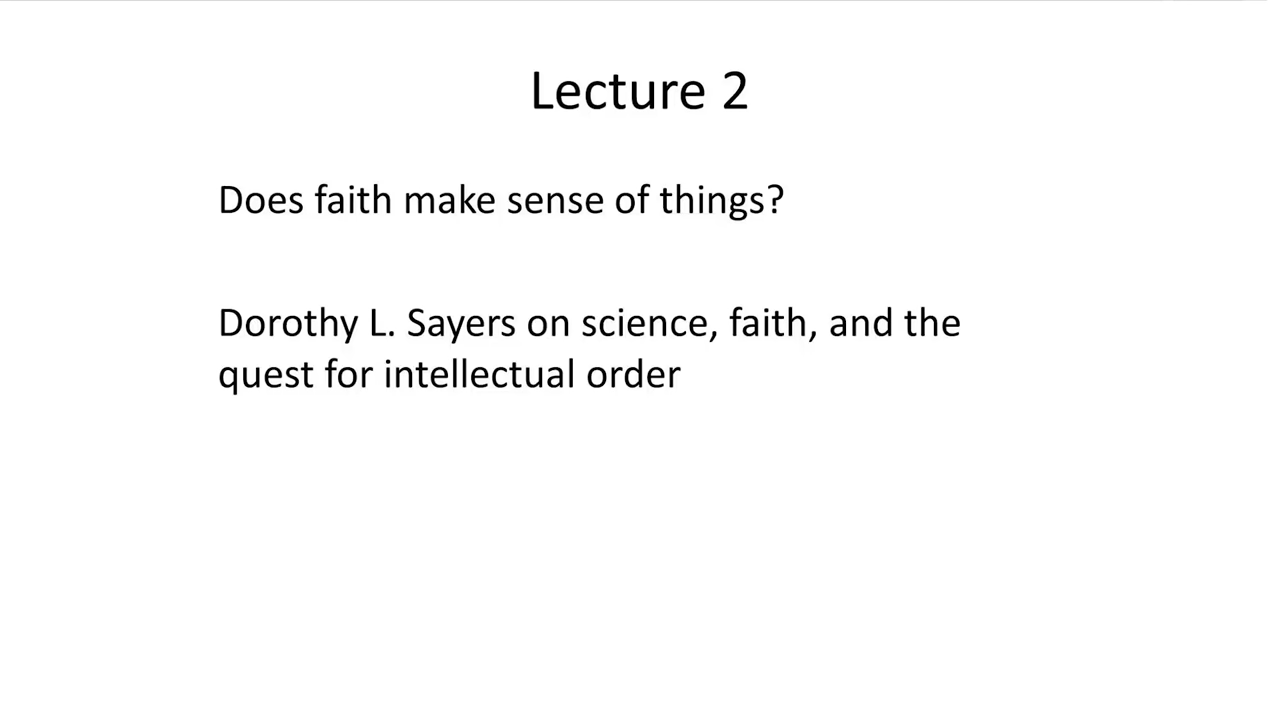 Lecture 2
Does faith make sense of things?
Dorothy L. Sayers on science, faith, and the
quest for intellectual order